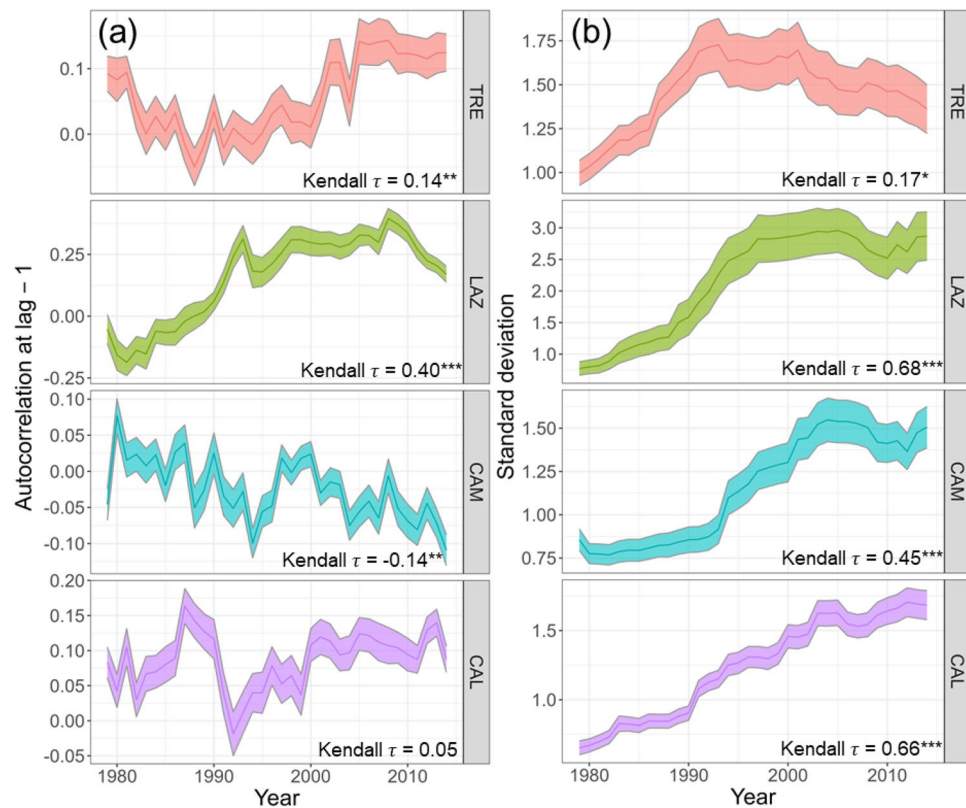 (a)
Autocorrelation at lag − 1
0.1
0.0
TRE
Kendall τ = 0.14**
0.25
0.00
-0.25
LAZ
Kendall τ = 0.40***
0.10
0.05
0.00
-0.05
-0.10
CAM
Kendall τ = -0.14**
0.20
0.15
0.10
0.05
0.00
-0.05
CAL
Kendall τ = 0.05
1980 1990 2000 2010
Year
(b)
Standard deviation
1.75
1.50
1.25
1.00
TRE
Kendall τ = 0.17*
3.0
2.5
2.0
1.5
1.0
LAZ
Kendall τ = 0.68***
1.50
1.25
1.00
0.75
CAM
Kendall τ = 0.45***
1.5
1.0
CAL
Kendall τ = 0.66***
1980 1990 2000 2010
Year